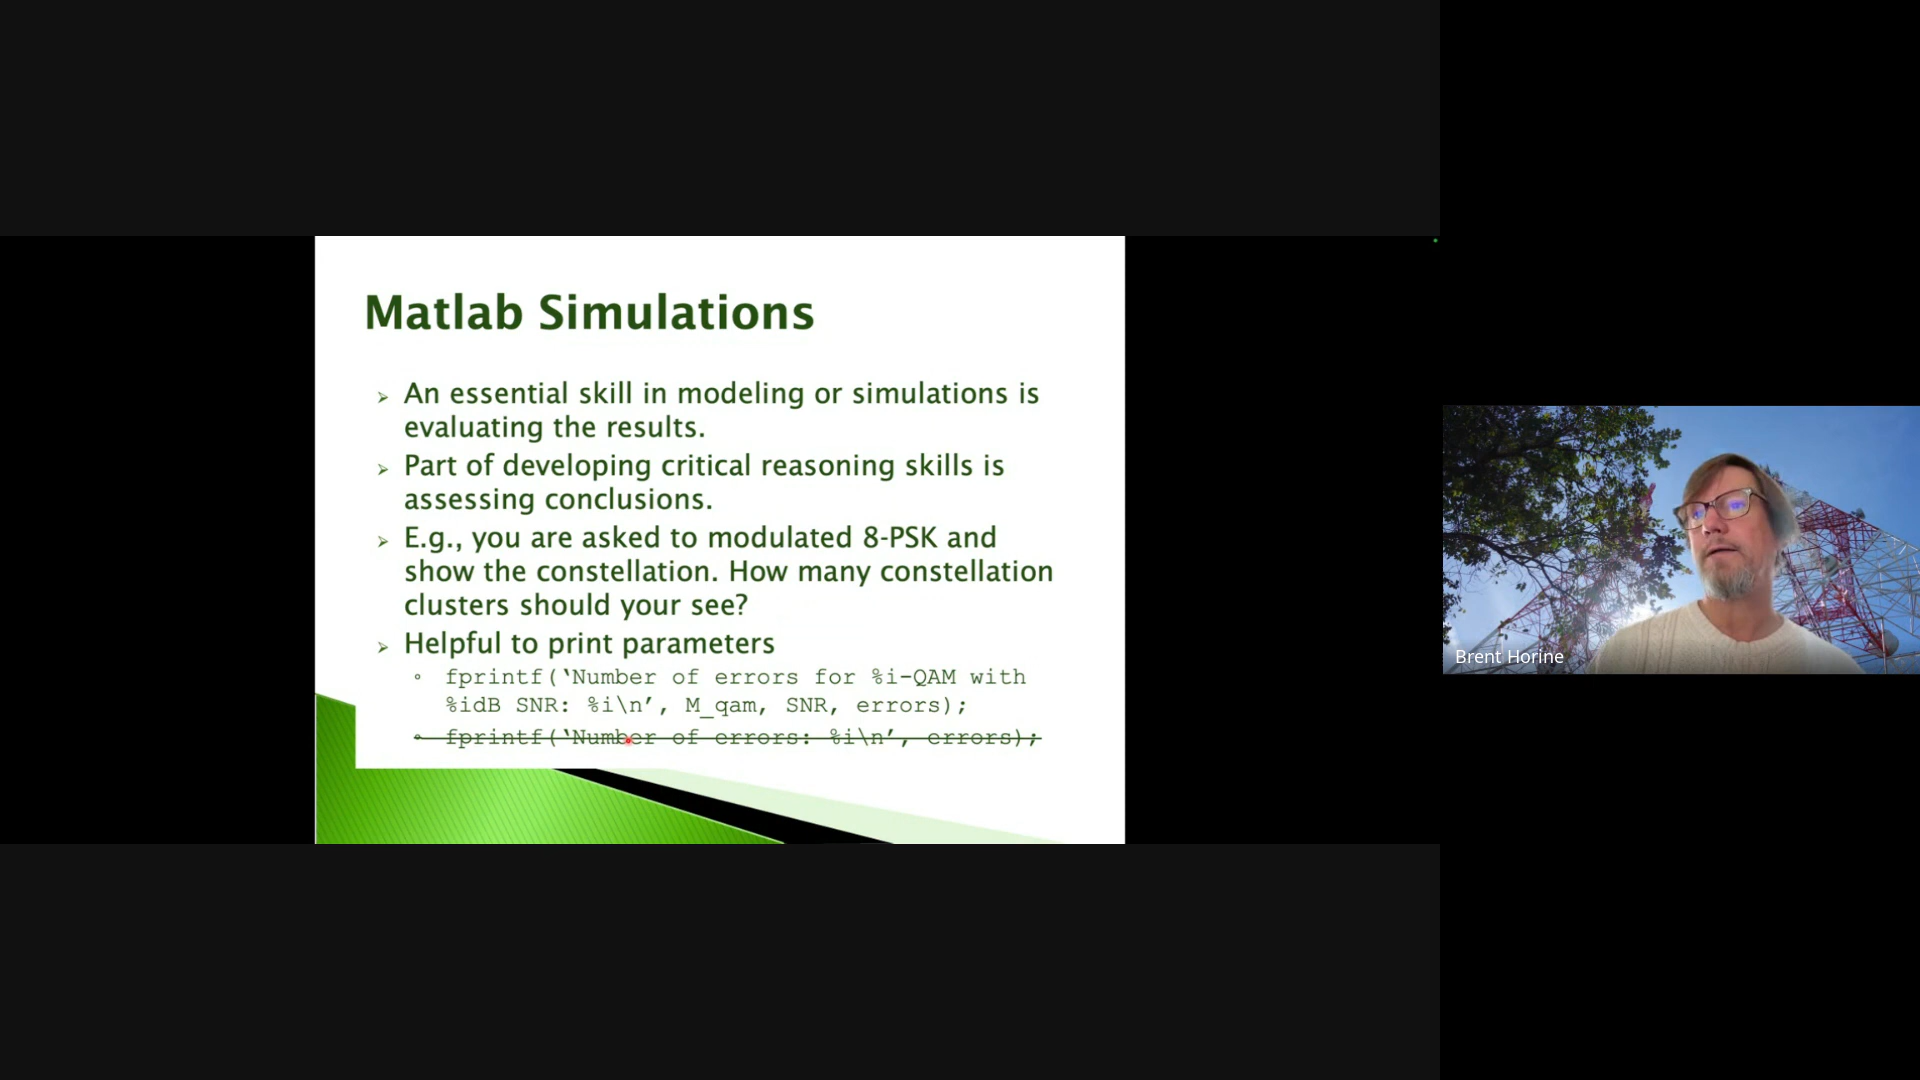 Matlab Simulations
An essential skill in modeling or simulations is
evaluating the results.
Part of developing critical reasoning skills is
assessing conclusions.
E.g., you are asked to modulated 8-PSK and
show the constellation. How many constellation
clusters should your see?
Helpful to print parameters
fprintf(‘Number of errors for %i-QAM with
%idB SNR: %i\n’, M_qam, SNR, errors);
fprintf(‘Number of errors: %i\n’, errors);
Brent Horine